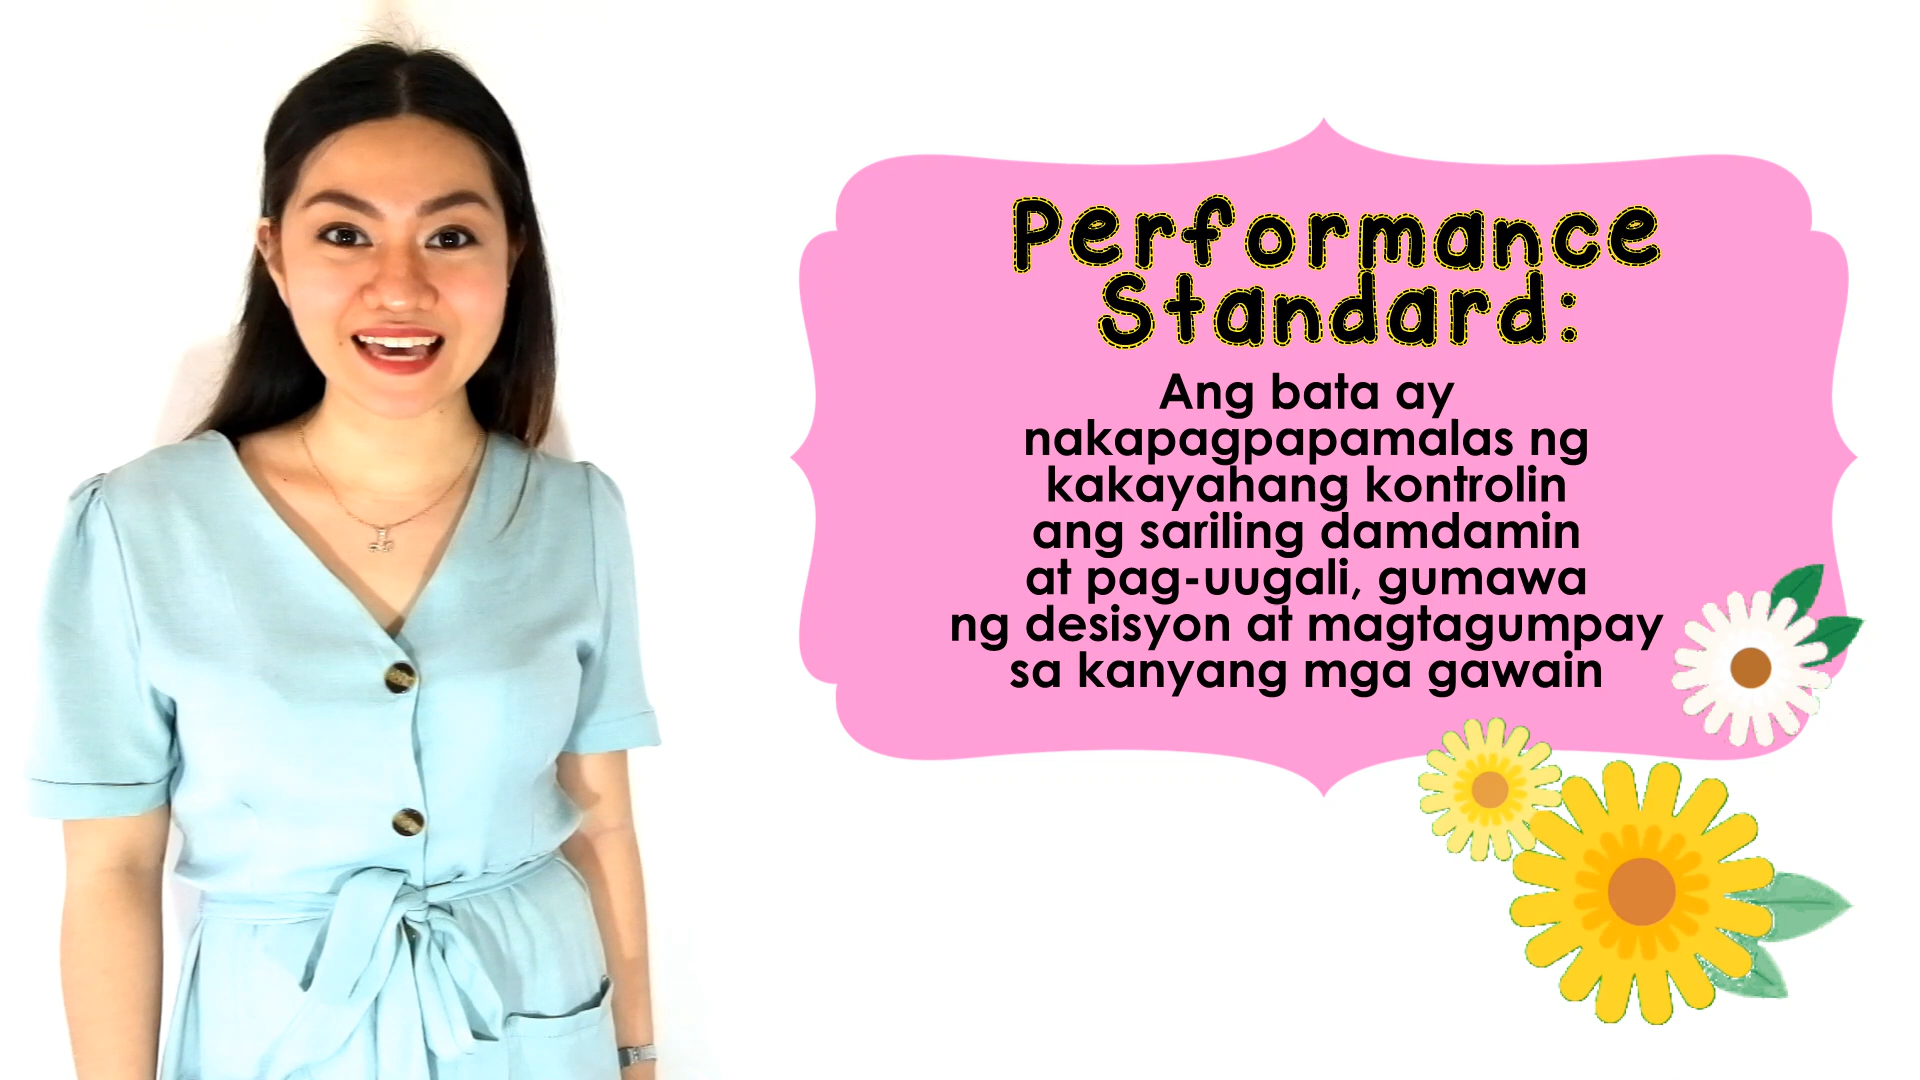 Performance
Standard:
Ang bata ay
nakapagpapamalas ng
kakayahang kontrolin
ang sariling damdamin
at pag-uugali, gumawa
ng desisyon at magtagumpay
sa kanyang mga gawain